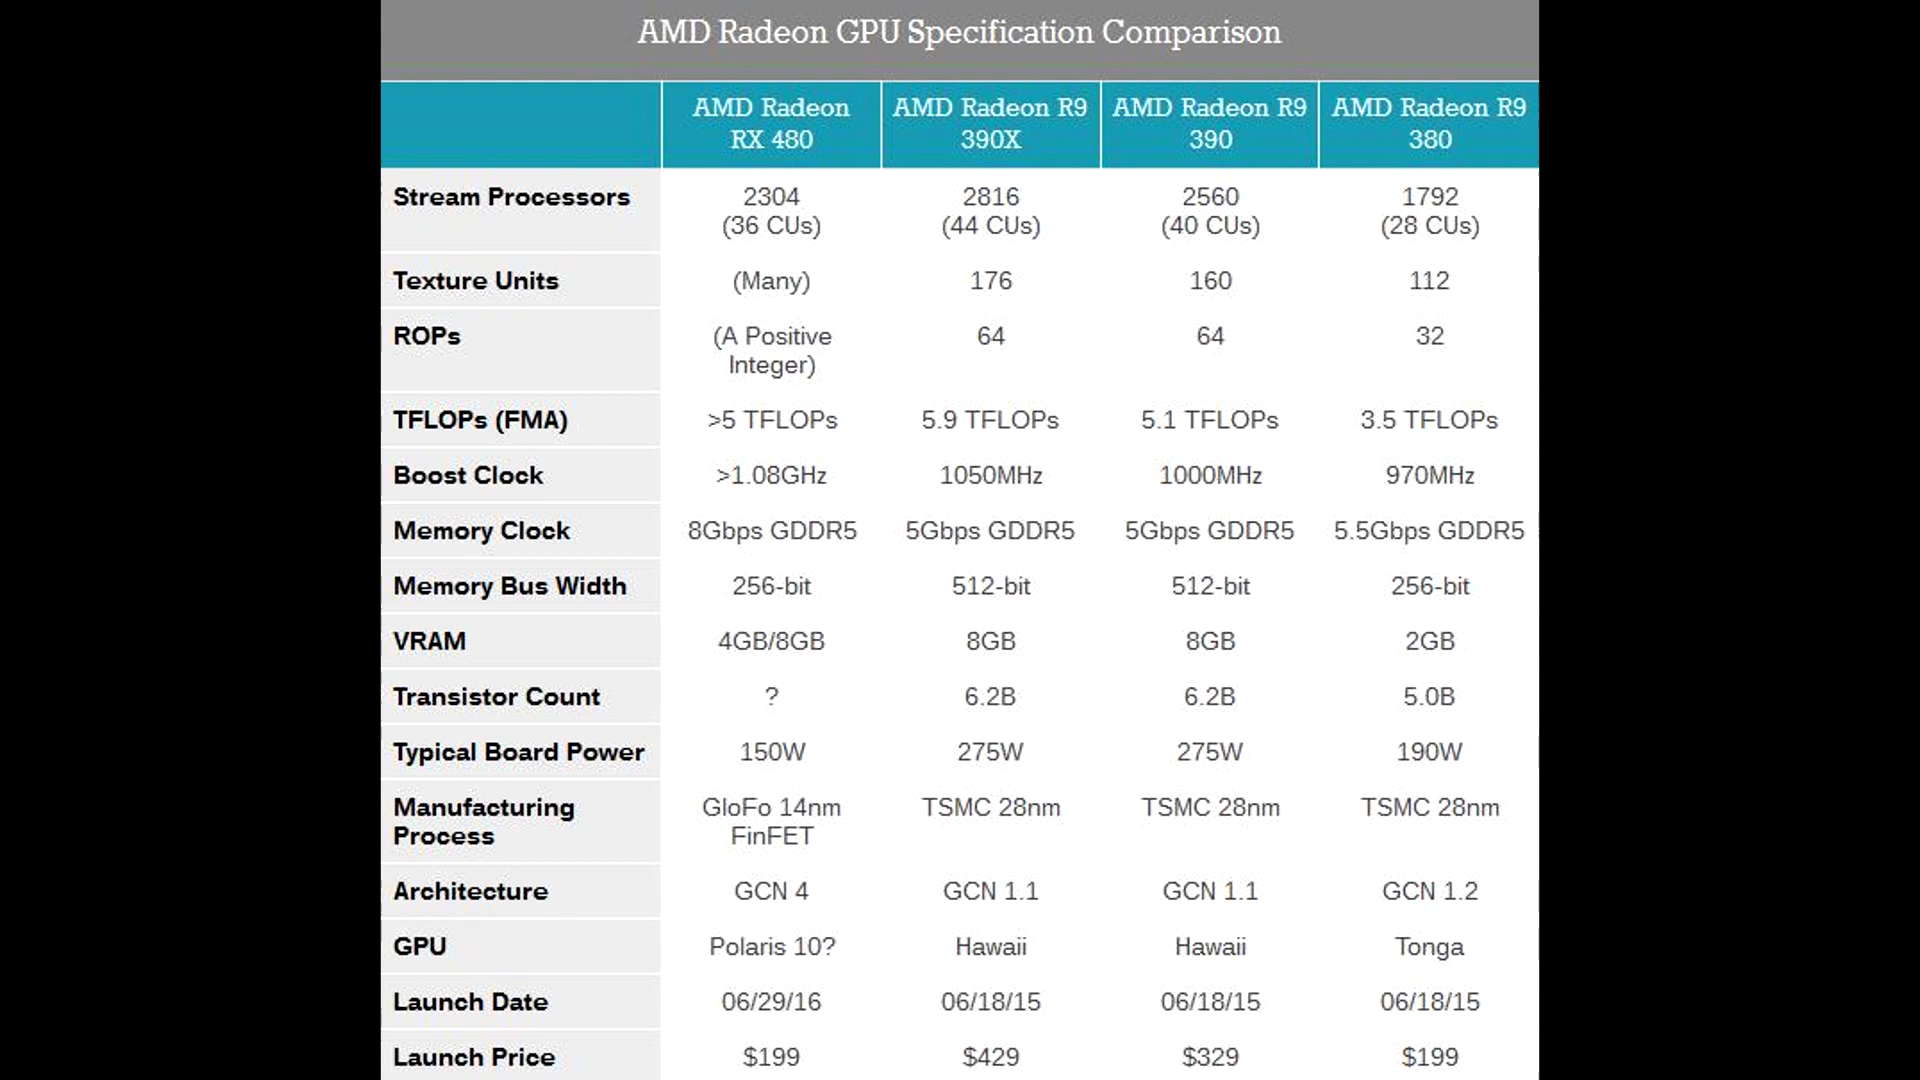 AMD Radeon GPU Specification Comparison
AMD Radeon RX 480 AMD Radeon R9 390X AMD Radeon R9 390 AMD Radeon R9 380
Stream Processors 2304 (36 CUs) 2816 (44 CUs) 2560 (40 CUs) 1792 (28 CUs)
Texture Units (Many) 176 160 112
ROPs (A Positive Integer) 64 64 32
TFLOPs (FMA) >5 TFLOPs 5.9 TFLOPs 5.1 TFLOPs 3.5 TFLOPs
Boost Clock >1.08GHz 1050MHz 1000MHz 970MHz
Memory Clock 8Gbps GDDR5 5Gbps GDDR5 5Gbps GDDR5 5.5Gbps GDDR5
Memory Bus Width 256-bit 512-bit 512-bit 256-bit
VRAM 4GB/8GB 8GB 8GB 2GB
Transistor Count ? 6.2B 6.2B 5.0B
Typical Board Power 150W 275W 275W 190W
Manufacturing Process GloFo 14nm FinFET TSMC 28nm TSMC 28nm TSMC 28nm
Architecture GCN 4 GCN 1.1 GCN 1.1 GCN 1.2
GPU Polaris 10? Hawaii Hawaii Tonga
Launch Date 06/29/16 06/18/15 06/18/15 06/18/15
Launch Price $199 $429 $329 $199